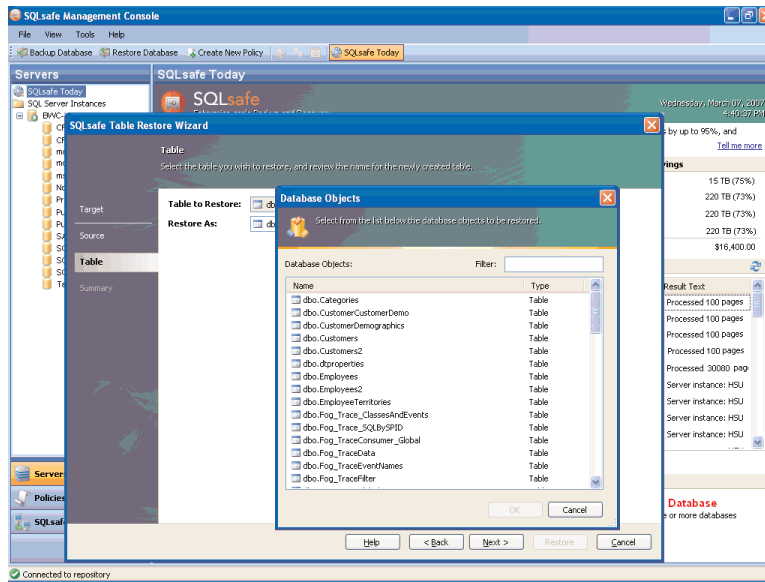 SQLsafe Management Console
File View Tools Help
Backup Database Restore Database Create New Policy SQLsafe Today
Servers
SQLsafe Today
SQL Server Instances
BWC-
SQLsafe Today
SQLsafe
Wednesday, March 07, 2007
4:40:37 PM
s by up to 95%, and
Tell me more
vings
15 TB (75%)
220 TB (73%)
220 TB (73%)
220 TB (73%)
$16,400.00
Result Text
Processed 100 pages
Processed 100 pages
Processed 100 pages
Processed 100 pages
Processed 30080 pag
Server instance: HSU
Server instance: HSU
Server instance: HSU
Server instance: HSU
Database
e or more databases
Server
Policies
SQLsaf
Connected to repository
SQLsafe Table Restore Wizard
Table
Select the table you wish to restore, and review the name for the newly created table.
Target
Source
Table
Summary
Table to Restore: db
Restore As: db
Help < Back Next > Restore Cancel
Database Objects
Select from the list below the database objects to be restored.
Database Objects: Filter:
Name Type
dbo.Categories Table
dbo.CustomerCustomerDemo Table
dbo.CustomerDemographics Table
dbo.Customers Table
dbo.Customers2 Table
dbo.dtproperties Table
dbo.Employees Table
dbo.Employees2 Table
dbo.EmployeeTerritories Table
dbo.Fog_Trace_ClassesAndEvents Table
dbo.Fog_Trace_SQLBySPID Table
dbo.Fog_TraceConsumer_Global Table
dbo.Fog_TraceData Table
dbo.Fog_TraceEventNames Table
dbo.Fog_TraceFilter Table
OK Cancel